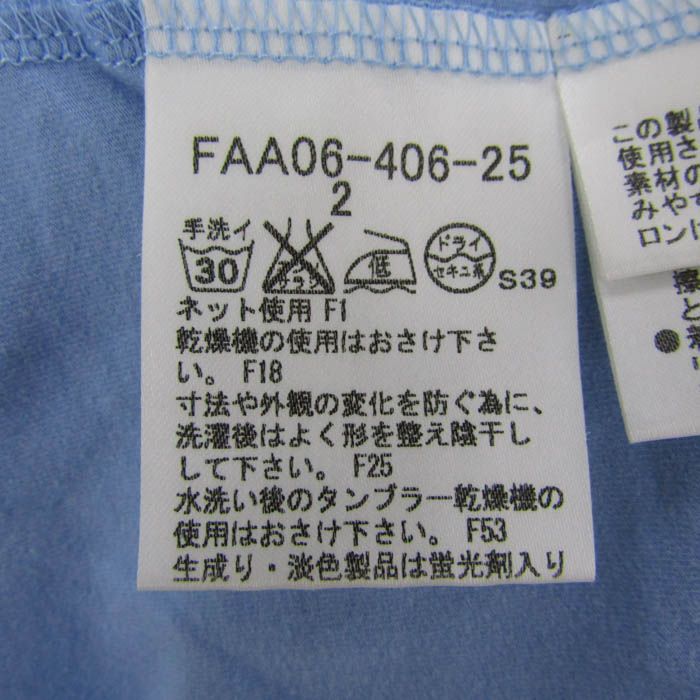 FAA06-406-25
2
手洗イ
30
低
ドライ
セキユ系
S39
ネット使用 F1
乾燥機の使用はおさけ下さ
い。 F18
寸法や外観の変化を防ぐ為に、
洗濯後はよく形を整え陰干し
して下さい。 F25
水洗い後のタンブラー乾燥機の
使用はおさけ下さい。 F53
生成り・淡色製品は蛍光剤入り
この製
使用さ
素材の
みやす
ロンに
と